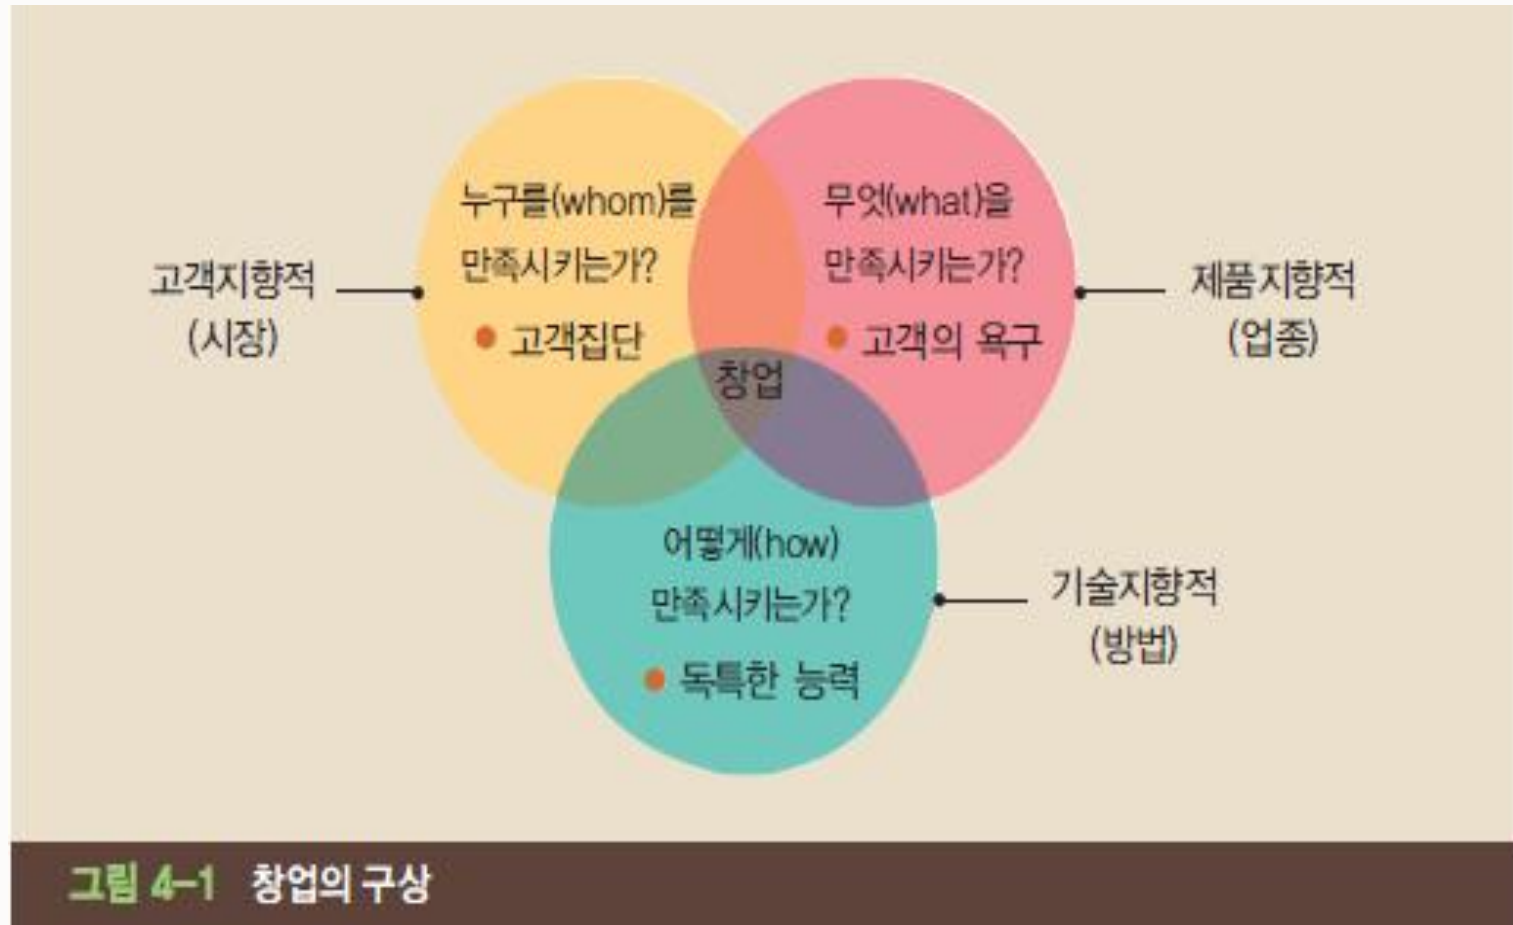 누구를(whom)를
만족시키는가?
● 고객집단
무엇(what)을
만족시키는가?
● 고객의 욕구
고객지향적
(시장)
제품지향적
(업종)
창업
어떻게(how)
만족시키는가?
● 독특한 능력
기술지향적
(방법)
그림 4-1 창업의 구상